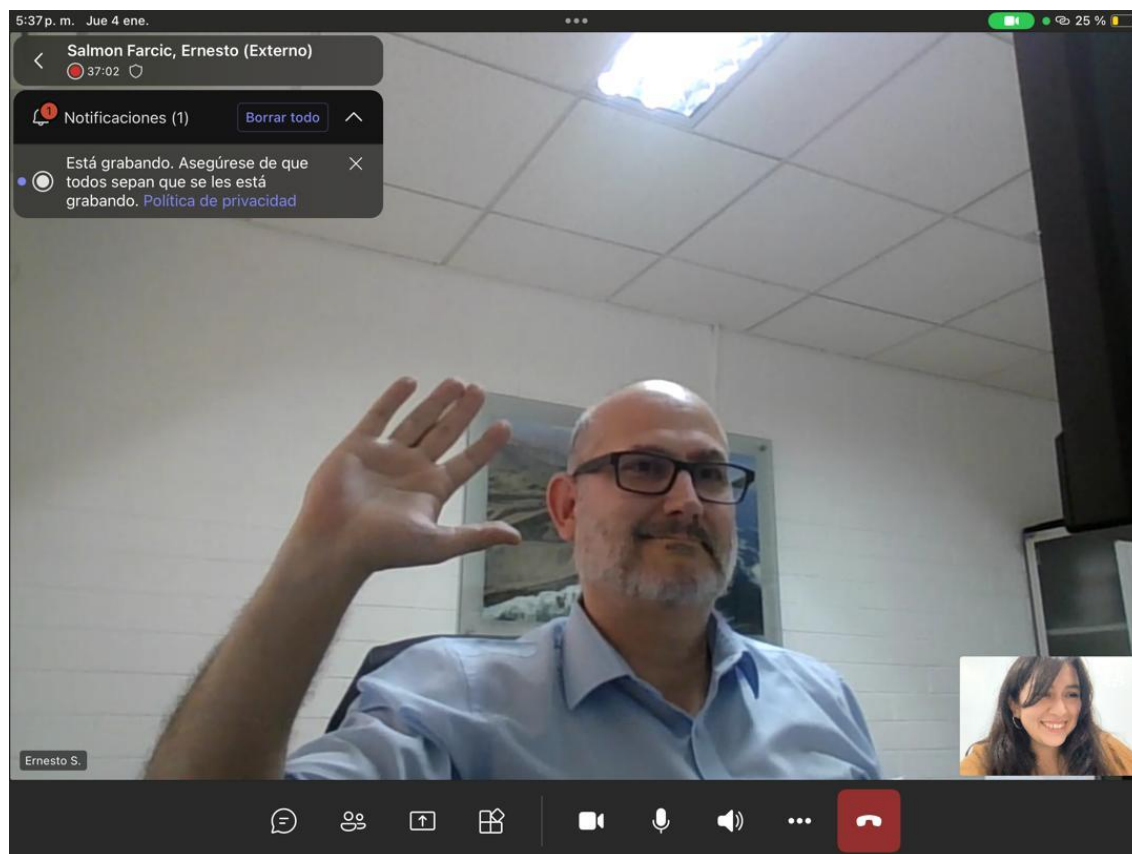 5:37 p. m. Jue 4 ene.
25 %
Salmon Farcic, Ernesto (Externo)
37:02
1
Notificaciones (1)
Borrar todo
Está grabando. Asegúrese de que
todos sepan que se les está
grabando. Política de privacidad
Ernesto S.